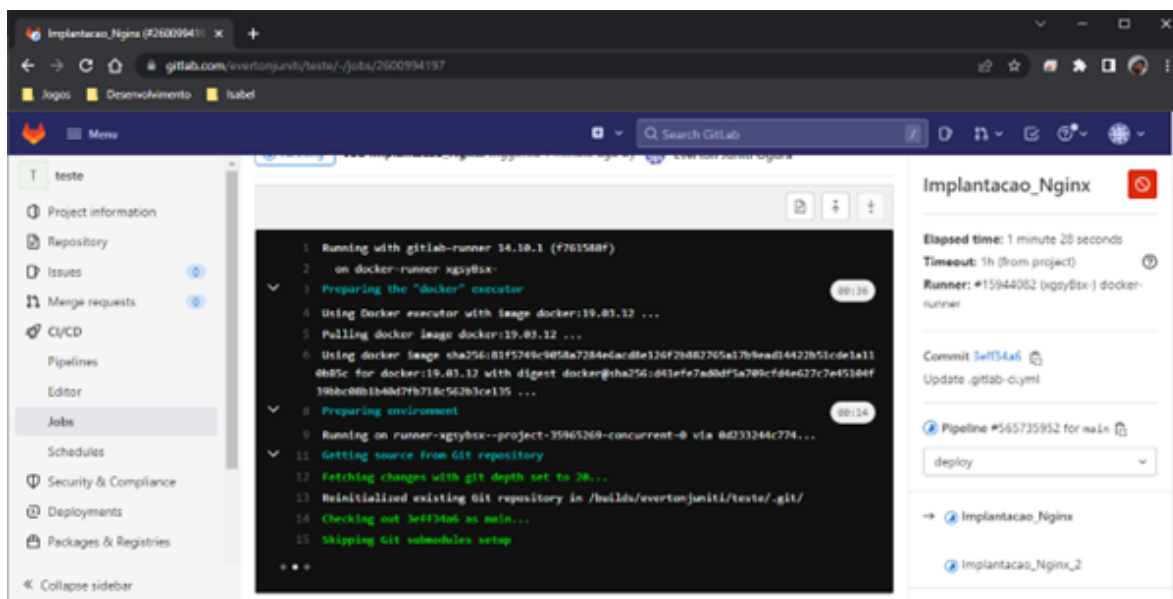 Implantacao_Nginx (#260099419
gitlab.com/evertonjuniti/teste/-/jobs/2600994197
Jogos Desenvolvimento Isabel
Menu
Search GitLab
T teste
Project information
Repository
Issues 0
Merge requests 0
CI/CD
Pipelines
Editor
Jobs
Schedules
Security & Compliance
Deployments
Packages & Registries
Collapse sidebar
1 Running with gitlab-runner 14.10.1 (f761588f)
2 on docker-runner xgsyBsx-
3 Preparing the "docker" executor 00:36
4 Using Docker executor with image docker:19.03.12 ...
5 Pulling docker image docker:19.03.12 ...
6 Using docker image
for docker:19.03.12 with digest
8 Preparing environment 00:14
9 Running on runner-xgsybsx--project-35965269-concurrent-0 via 0d233244c774...
11 Getting source from Git repository
12 Fetching changes with git depth set to 20...
13 Reinitialized existing Git repository in /builds/evertonjuniti/teste/.git/
14 Checking out 3eff34a6 as main...
15 Skipping Git submodules setup
Implantacao_Nginx
Elapsed time: 1 minute 28 seconds
Timeout: 1h (from project)
Runner: #15944082 (xgsyBsx-) docker-
runner
Commit 3eff34a6
Update .gitlab-ci.yml
Pipeline #565735952 for main
deploy
→ Implantacao_Nginx
Implantacao_Nginx_2